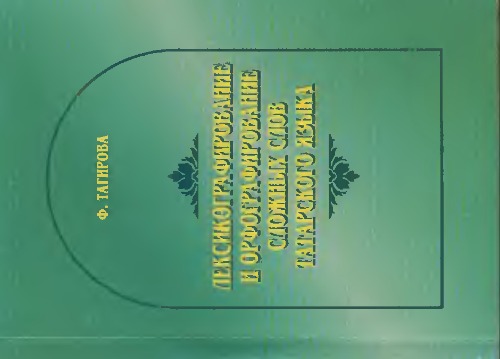 Ф. ТАГИРОВА
ЛЕКСИКОГРАФИРОВАНИЕ
И ОРФОГРАФИРОВАНИЕ
СЛОЖНЫХ СЛОВ
ТАТАРСКОГО ЯЗЫКА